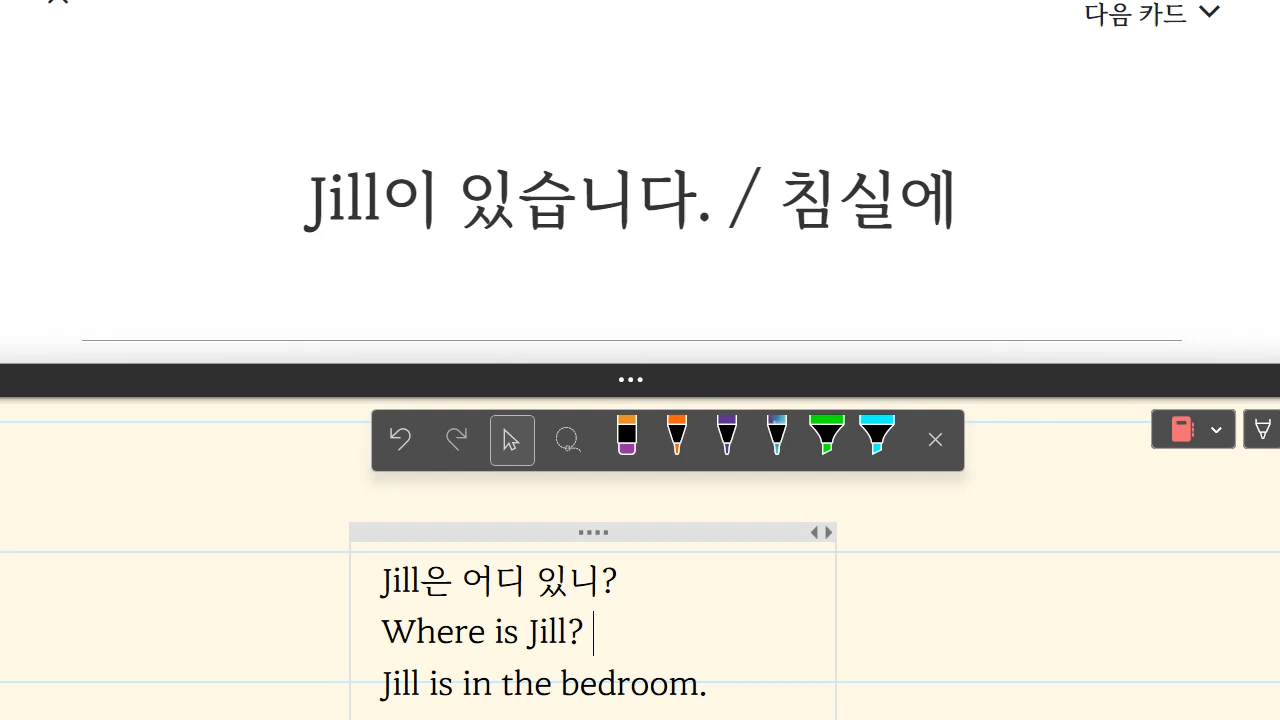 다음 카드
Jill이 있습니다. / 침실에
Jill은 어디 있니?
Where is Jill?
Jill is in the bedroom.